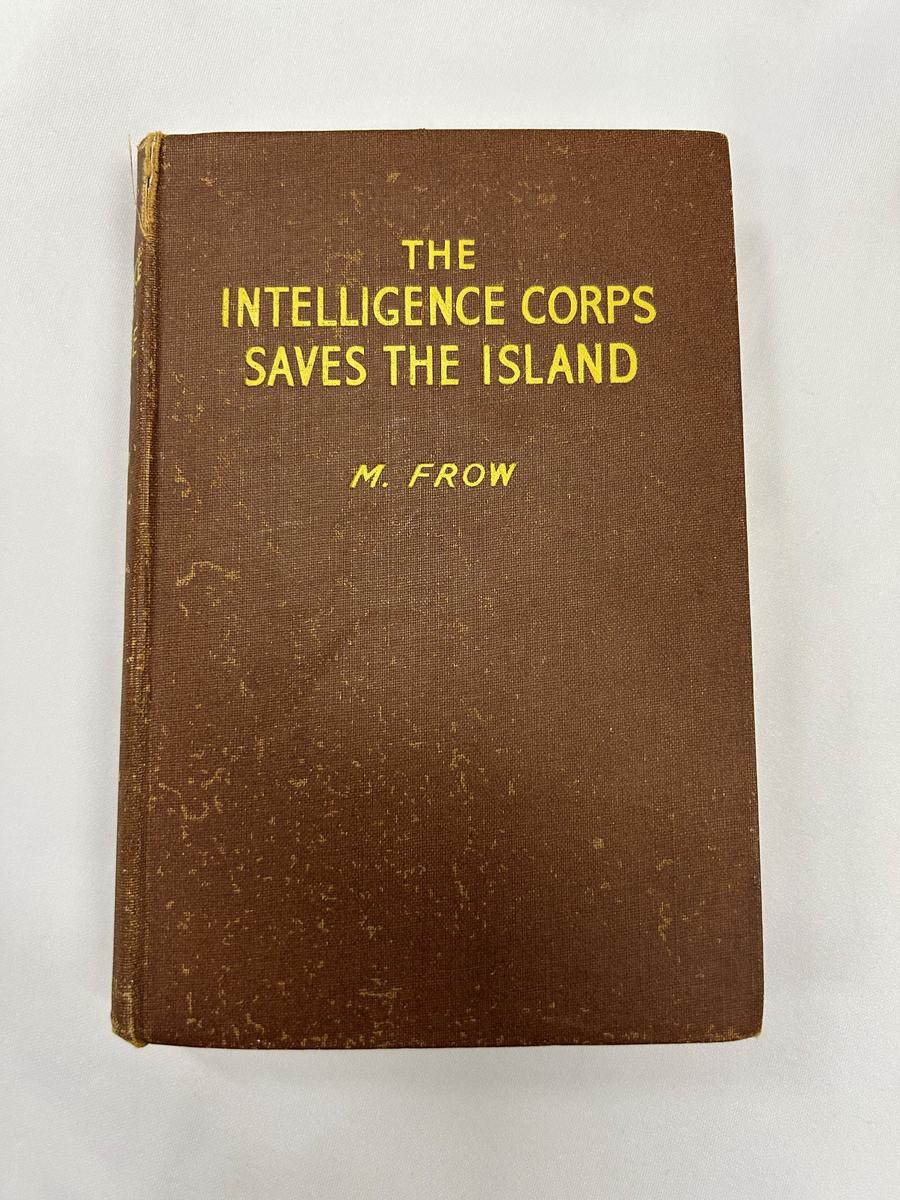 THE
INTELLIGENCE CORPS
SAVES THE ISLAND
M. FROW